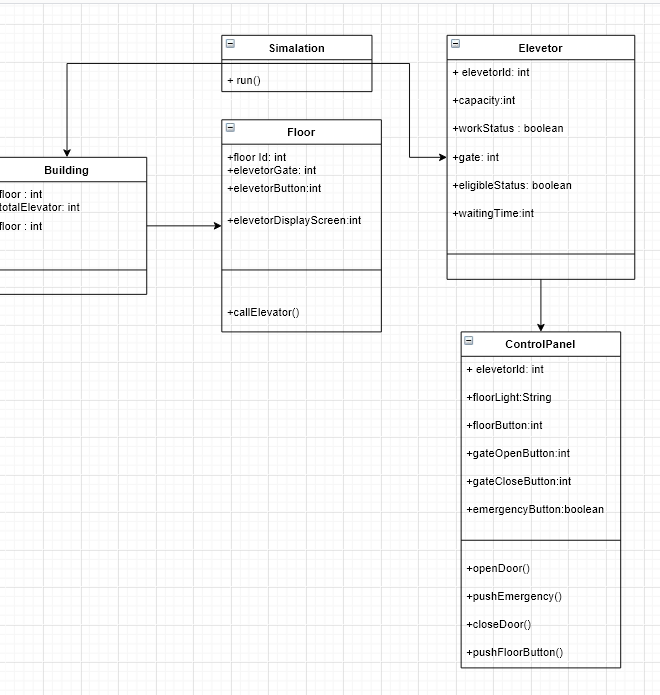 Simalation
+ run()
Elevetor
+ elevetorId: int
+capacity:int
+workStatus : boolean
+gate: int
+eligibleStatus: boolean
+waitingTime:int
Floor
+floor Id: int
+elevetorGate: int
+elevetorButton:int
+elevetorDisplayScreen:int
+callElevator()
Building
floor : int
totalElevator: int
floor : int
ControlPanel
+ elevetorId: int
+floorLight:String
+floorButton:int
+gateOpenButton:int
+gateCloseButton:int
+emergencyButton:boolean
+openDoor()
+pushEmergency()
+closeDoor()
+pushFloorButton()